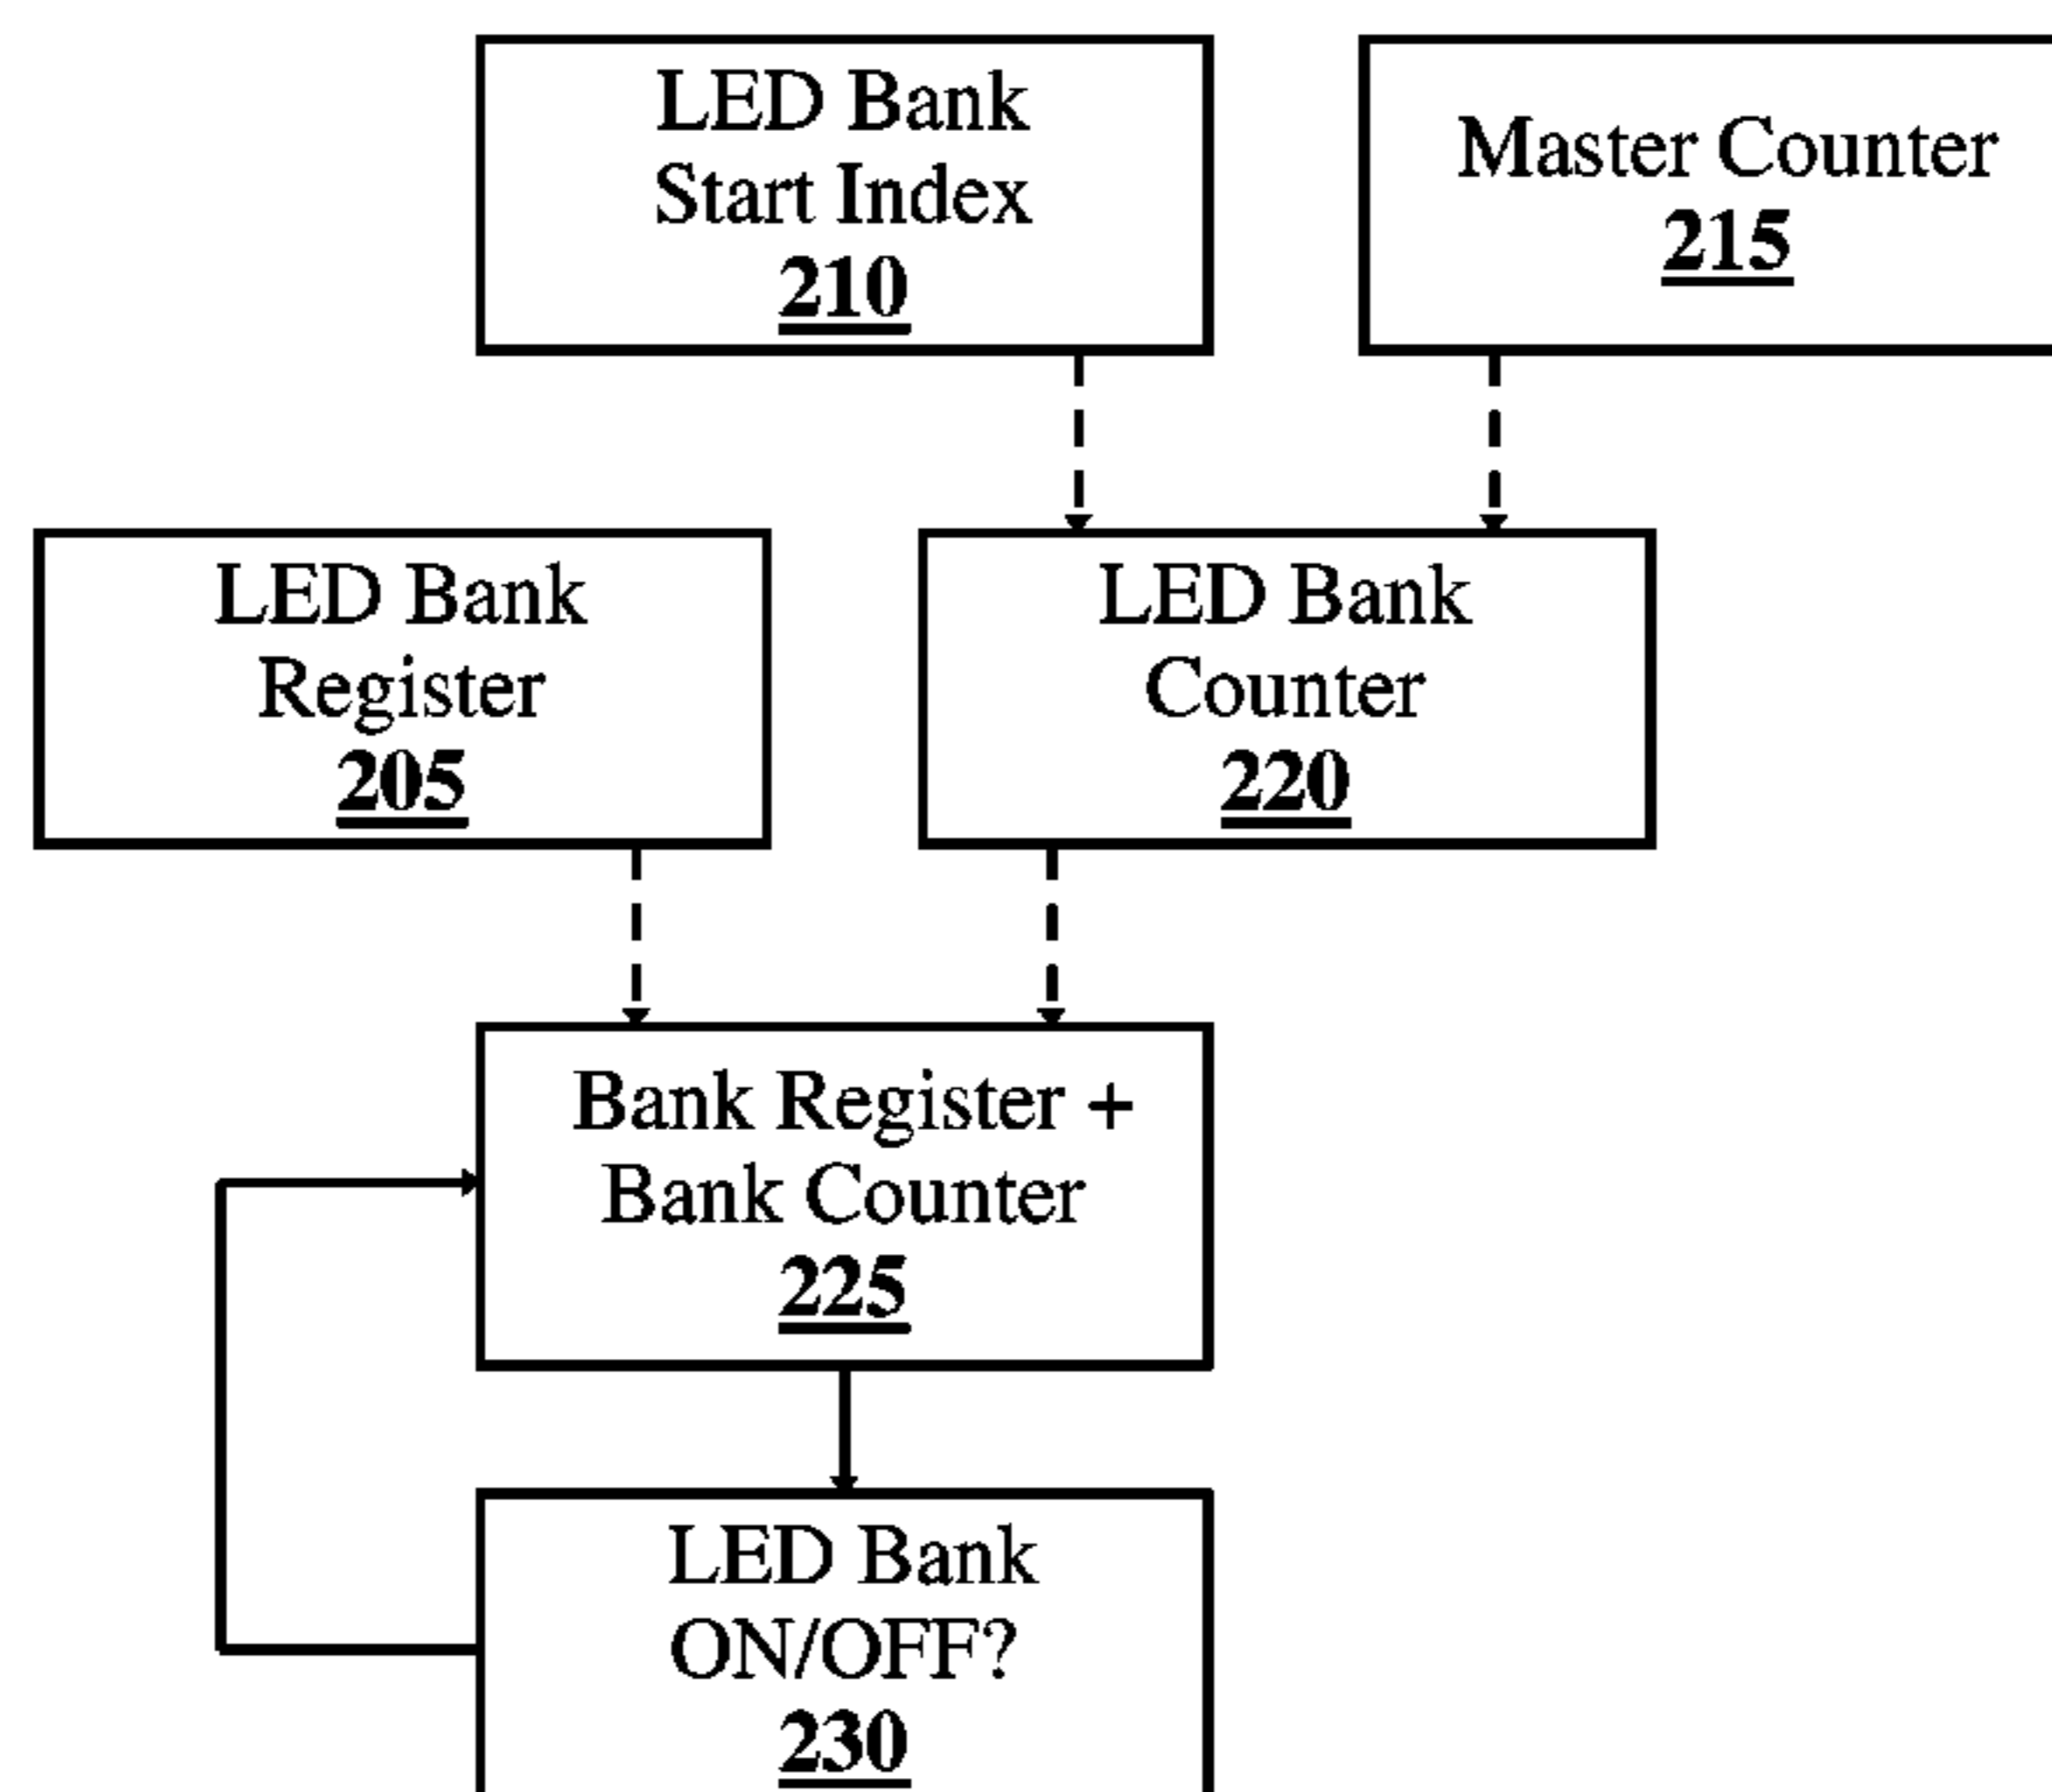 LED Bank
Start Index
210
Master Counter
215
LED Bank
Register
205
LED Bank
Counter
220
Bank Register +
Bank Counter
225
LED Bank
ON/OFF?
230